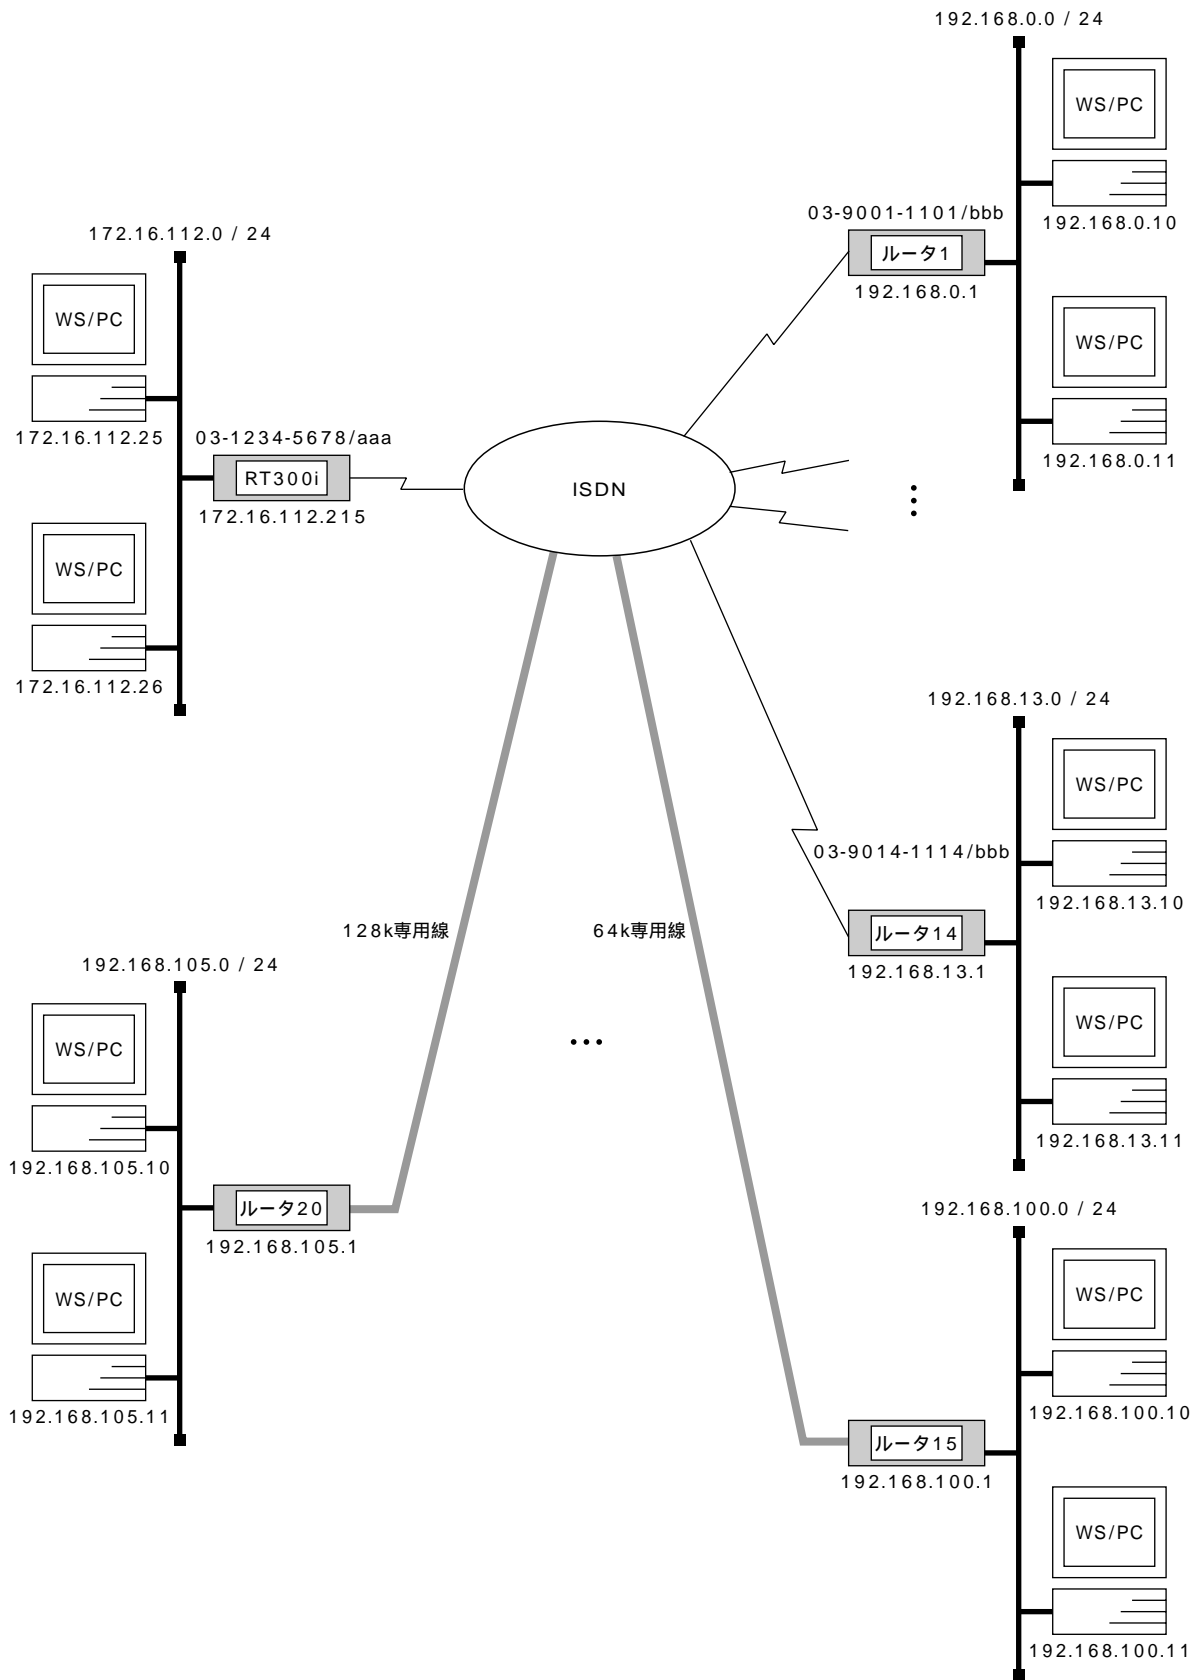 192.168.0.0 / 24
WS/PC
192.168.0.10
03-9001-1101/bbb
ルータ1
192.168.0.1
WS/PC
192.168.0.11
172.16.112.0 / 24
WS/PC
172.16.112.25
03-1234-5678/aaa
RT300i
172.16.112.215
WS/PC
172.16.112.26
ISDN
192.168.13.0 / 24
WS/PC
192.168.13.10
03-9014-1114/bbb
ルータ14
192.168.13.1
WS/PC
192.168.13.11
128k専用線
64k専用線
192.168.105.0 / 24
WS/PC
192.168.105.10
ルータ20
192.168.105.1
WS/PC
192.168.105.11
192.168.100.0 / 24
WS/PC
192.168.100.10
ルータ15
192.168.100.1
WS/PC
192.168.100.11